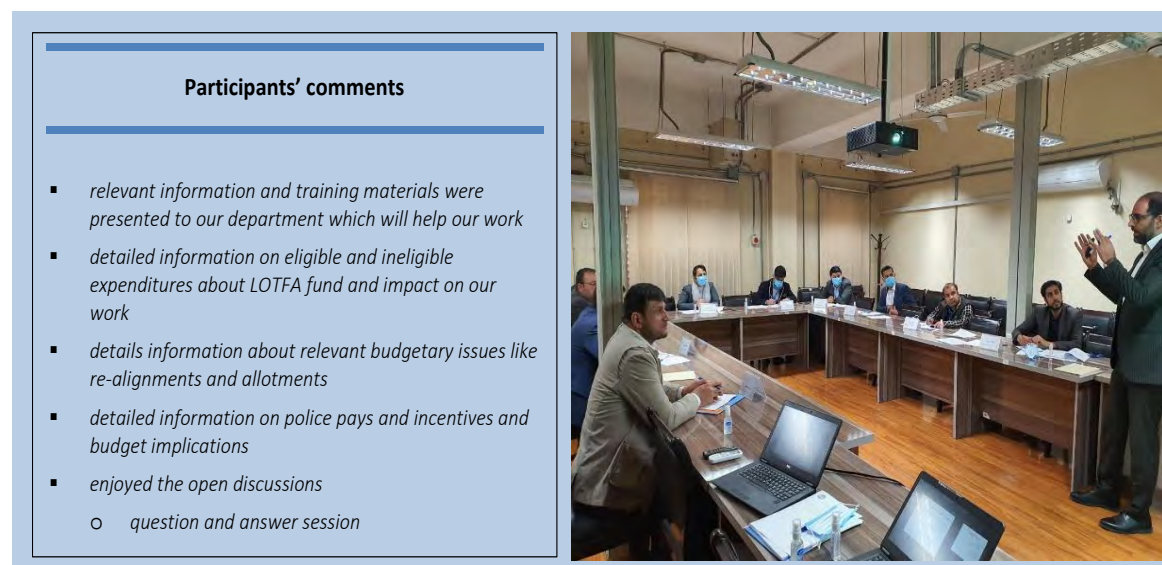 Participants’ comments
▪ relevant information and training materials were
presented to our department which will help our work
▪ detailed information on eligible and ineligible
expenditures about LOTFA fund and impact on our
work
▪ details information about relevant budgetary issues like
re-alignments and allotments
▪ detailed information on police pays and incentives and
budget implications
▪ enjoyed the open discussions
o question and answer session